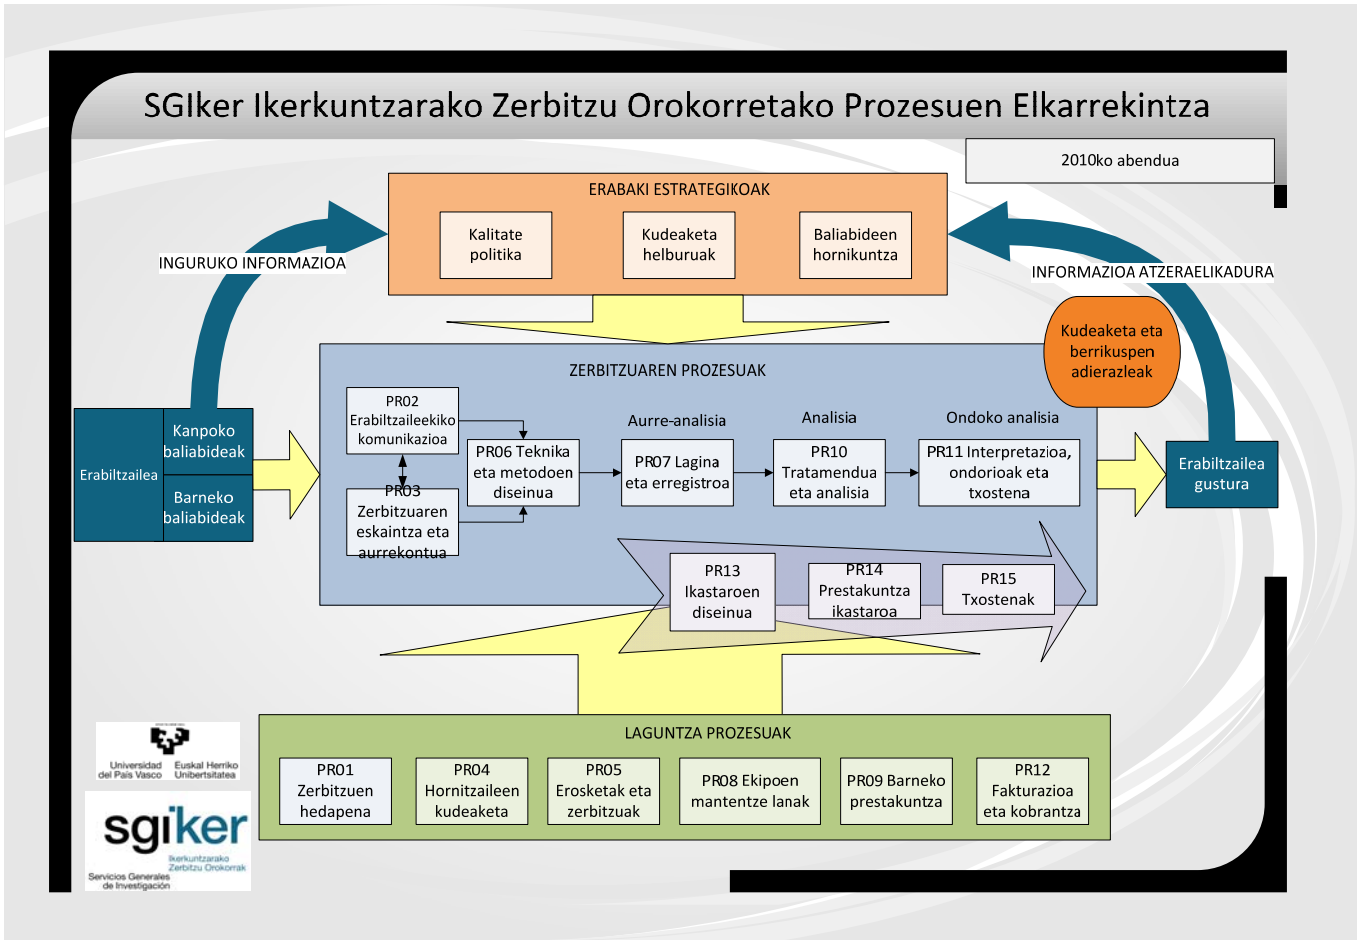 SGIker Ikerkuntzarako Zerbitzu Orokorretako Prozesuen Elkarrekintza
2010ko abendua
ERABAKI ESTRATEGIKOAK
Kalitate
politika
Kudeaketa
helburuak
Baliabideen
hornikuntza
INGURUKO INFORMAZIOA
INFORMAZIOA ATZERAELIKADURA
Kudeaketa eta
berrikuspen
adierazleak
ZERBITZUAREN PROZESUAK
Erabiltzailea
Kanpoko
baliabideak
Barneko
baliabideak
PR02
Erabiltzaileekiko
komunikazioa
PR03
Zerbitzuaren
eskaintza eta
aurrekontua
PR06 Teknika
eta metodoen
diseinua
Aurre-analisia
PR07 Lagina
eta erregistroa
Analisia
PR10
Tratamendua
eta analisia
Ondoko analisia
PR11 Interpretazioa,
ondorioak eta
txostena
Erabiltzailea
gustura
PR13
Ikastaroen
diseinua
PR14
Prestakuntza
ikastaroa
PR15
Txostenak
LAGUNTZA PROZESUAK
PR01
Zerbitzuen
hedapena
PR04
Hornitzaileen
kudeaketa
PR05
Erosketak eta
zerbitzuak
PR08 Ekipoen
mantentze lanak
PR09 Barneko
prestakuntza
PR12
Fakturazioa
eta kobrantza
Universidad
del País Vasco
Euskal Herriko
Unibertsitatea
sgiker
Ikerkuntzarako
Zerbitzu Orokorrak
Servicios Generales
de Investigación